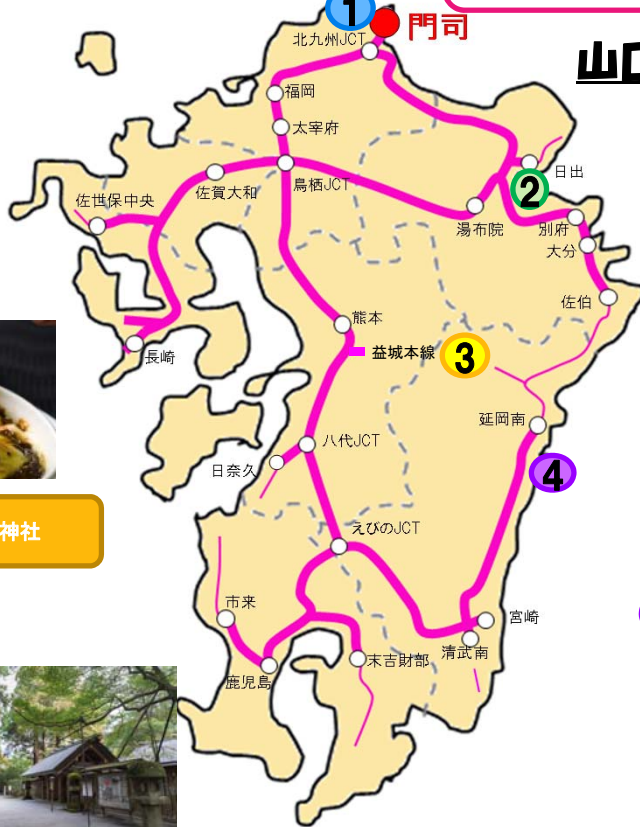 1
門司
北九州JCT
山口
福岡
太宰府
鳥栖JCT
佐賀大和
佐世保中央
日出
2
湯布院
別府
大分
佐伯
熊本
益城本線
3
長崎
延岡南
八代JCT
日奈久
4
神社
えびのJCT
市来
宮崎
清武南
末吉財部
鹿児島